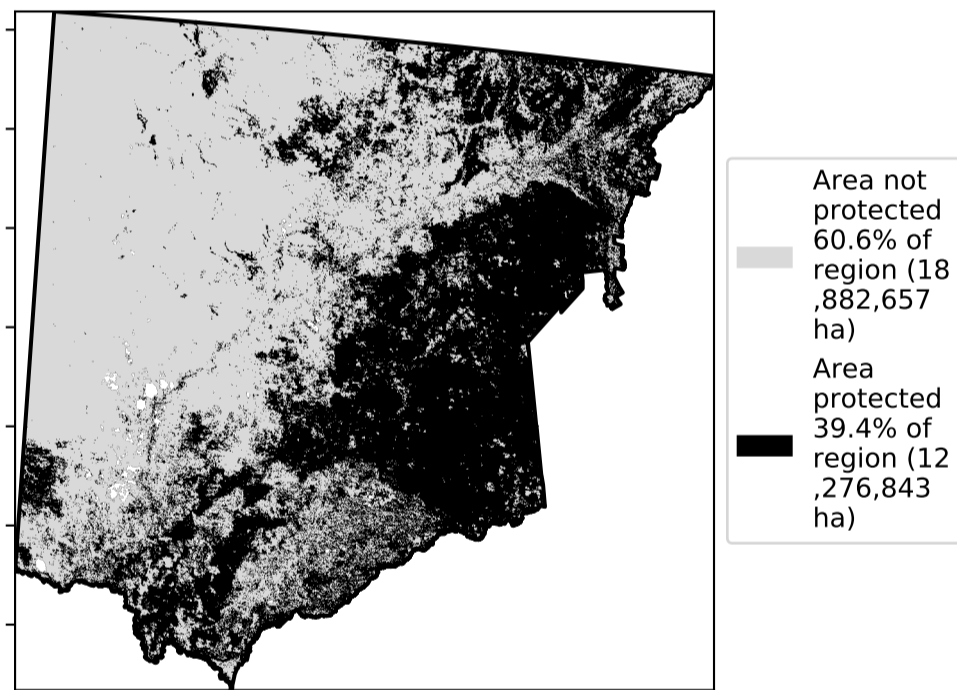 Area not
protected
60.6% of
region (18
,882,657
ha)
Area
protected
39.4% of
region (12
,276,843
ha)